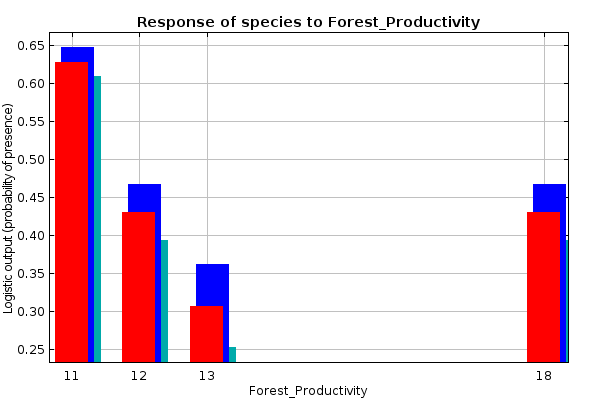 Response of species to Forest_Productivity
Logistic output (probability of presence)
0.65
0.60
0.55
0.50
0.45
0.40
0.35
0.30
0.25
11 12 13 18
Forest_Productivity